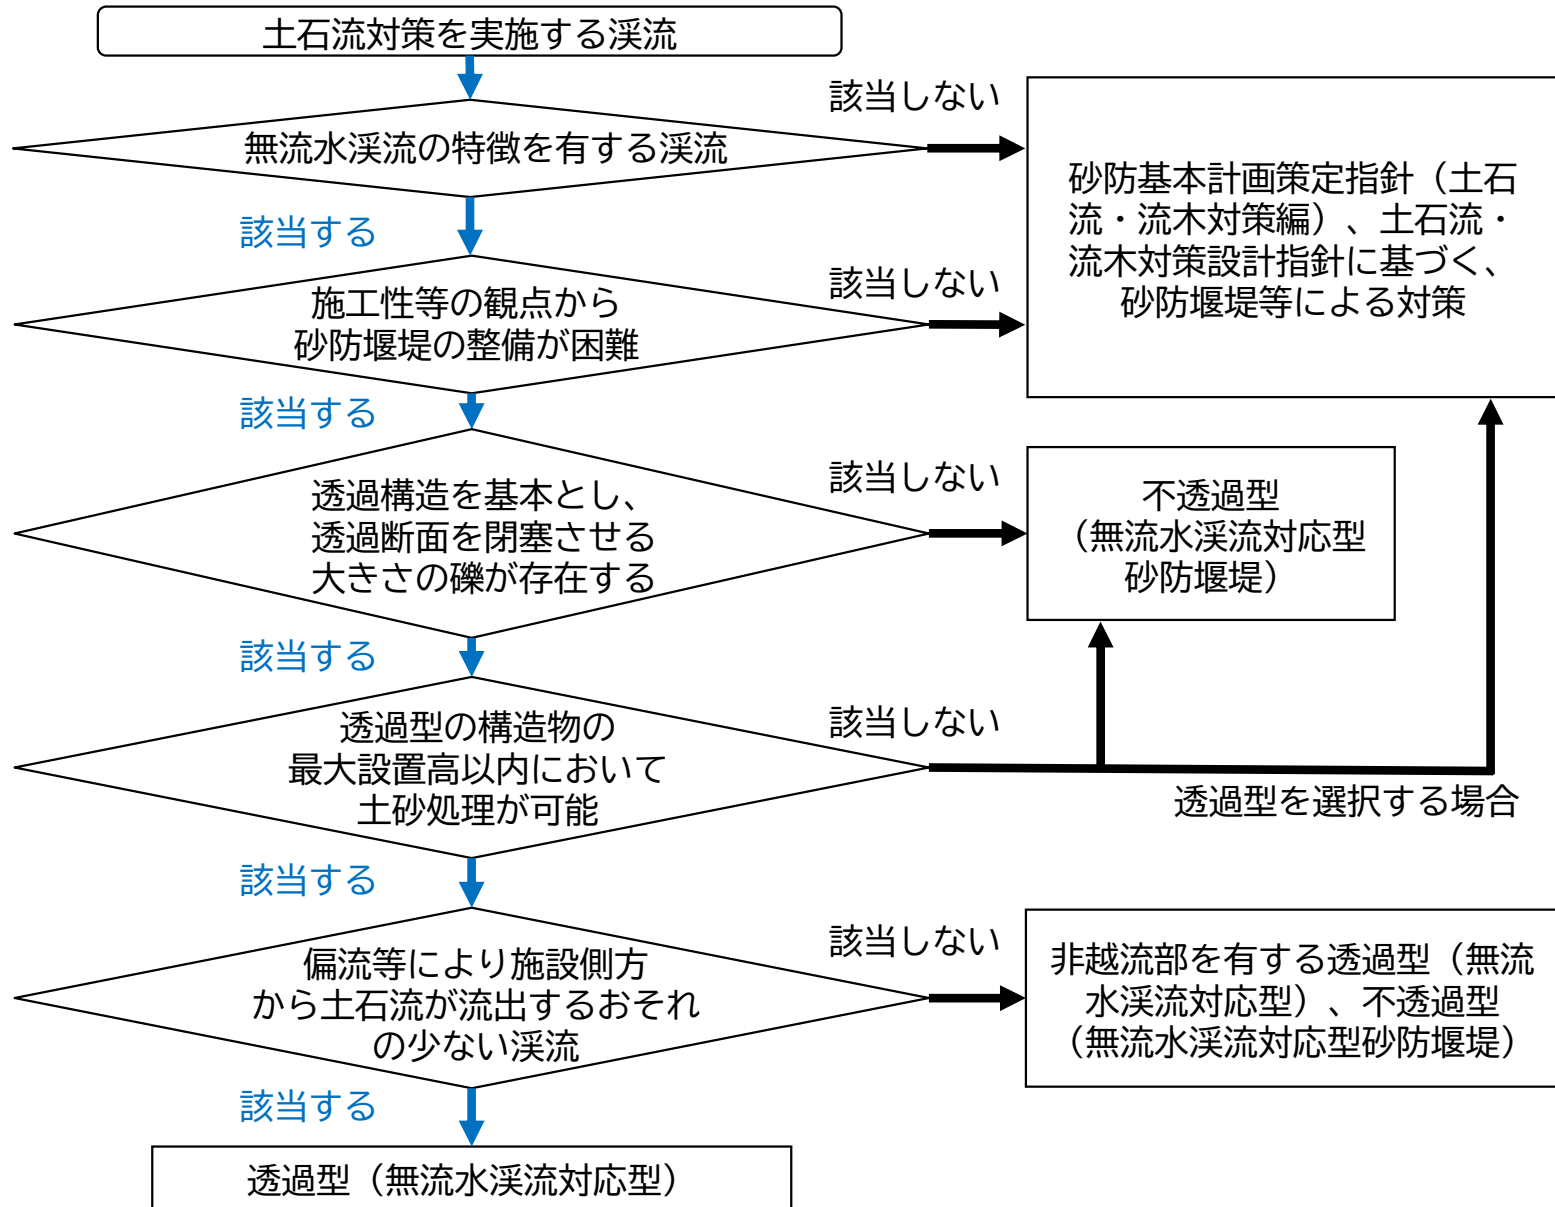 土石流対策を実施する渓流
無流水渓流の特徴を有する渓流
該当しない
砂防基本計画策定指針（土石
流・流木対策編）、土石流・
流木対策設計指針に基づく、
砂防堰堤等による対策
該当する
施工性等の観点から
砂防堰堤の整備が困難
該当しない
該当する
透過構造を基本とし、
透過断面を閉塞させる
大きさの礫が存在する
該当しない
不透過型
（無流水渓流対応型
砂防堰堤）
該当する
透過型の構造物の
最大設置高以内において
土砂処理が可能
該当しない
透過型を選択する場合
該当する
偏流等により施設側方
から土石流が流出するおそれ
の少ない渓流
該当しない
非越流部を有する透過型（無流
水渓流対応型）、不透過型
（無流水渓流対応型砂防堰堤）
該当する
透過型（無流水渓流対応型）